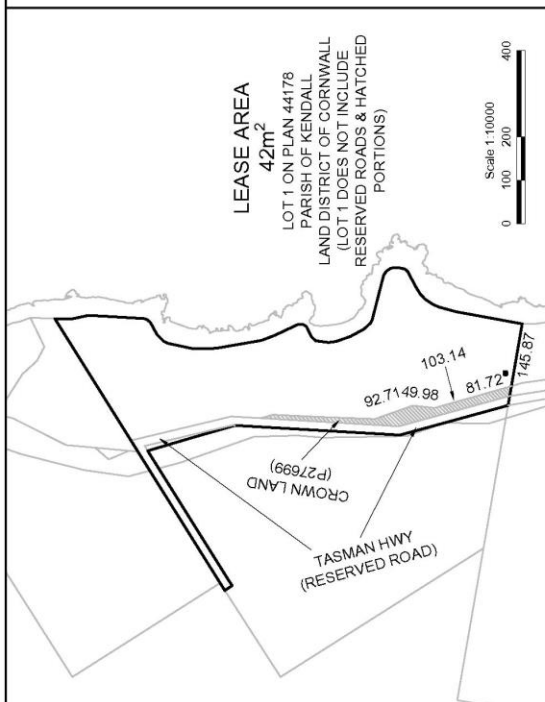 LEASE AREA
42m²
LOT 1 ON PLAN 44178
PARISH OF KENDALL
LAND DISTRICT OF CORNWALL
(LOT 1 DOES NOT INCLUDE
RESERVED ROADS & HATCHED
PORTIONS)
Scale 1:10000
0 100 200 400
92.71
49.98
103.14
81.72
145.87
CROWN LAND
(P27699)
TASMAN HWY
(RESERVED ROAD)